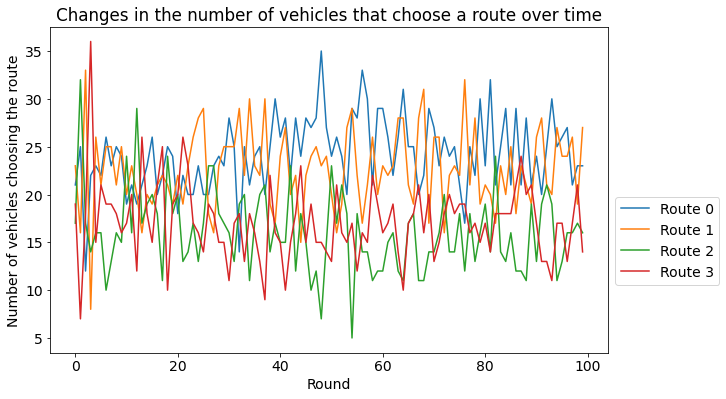 Changes in the number of vehicles that choose a route over time
Number of vehicles choosing the route
35
30
25
20
15
10
5
0
20
40
60
80
100
Round
Route 0
Route 1
Route 2
Route 3